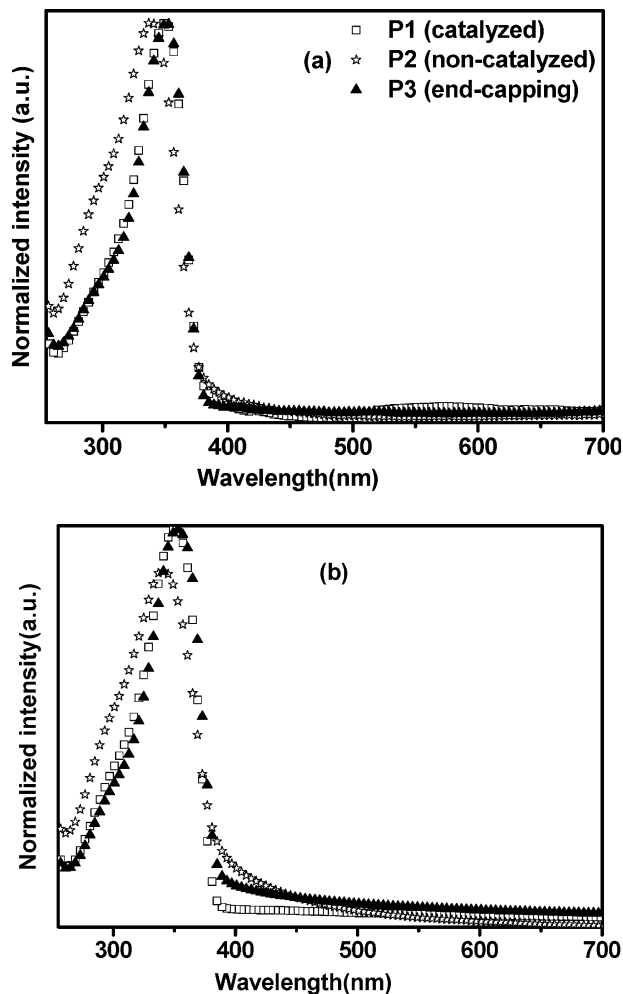 P1 (catalyzed)
(a) P2 (non-catalyzed)
P3 (end-capping)
Normalized intensity (a.u.)
300 400 500 600 700
Wavelength(nm)
(b)
Normalized intensity(a.u.)
300 400 500 600 700
Wavelength(nm)